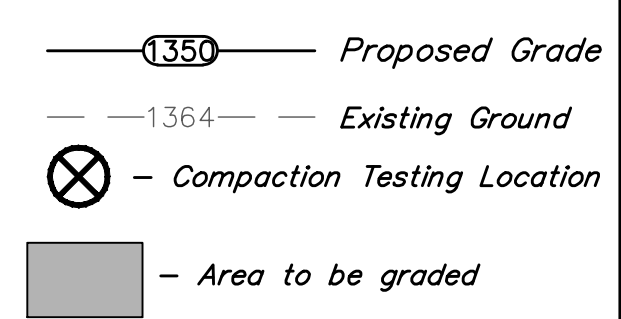 1350 Proposed Grade
1364 Existing Ground
- Compaction Testing Location
- Area to be graded